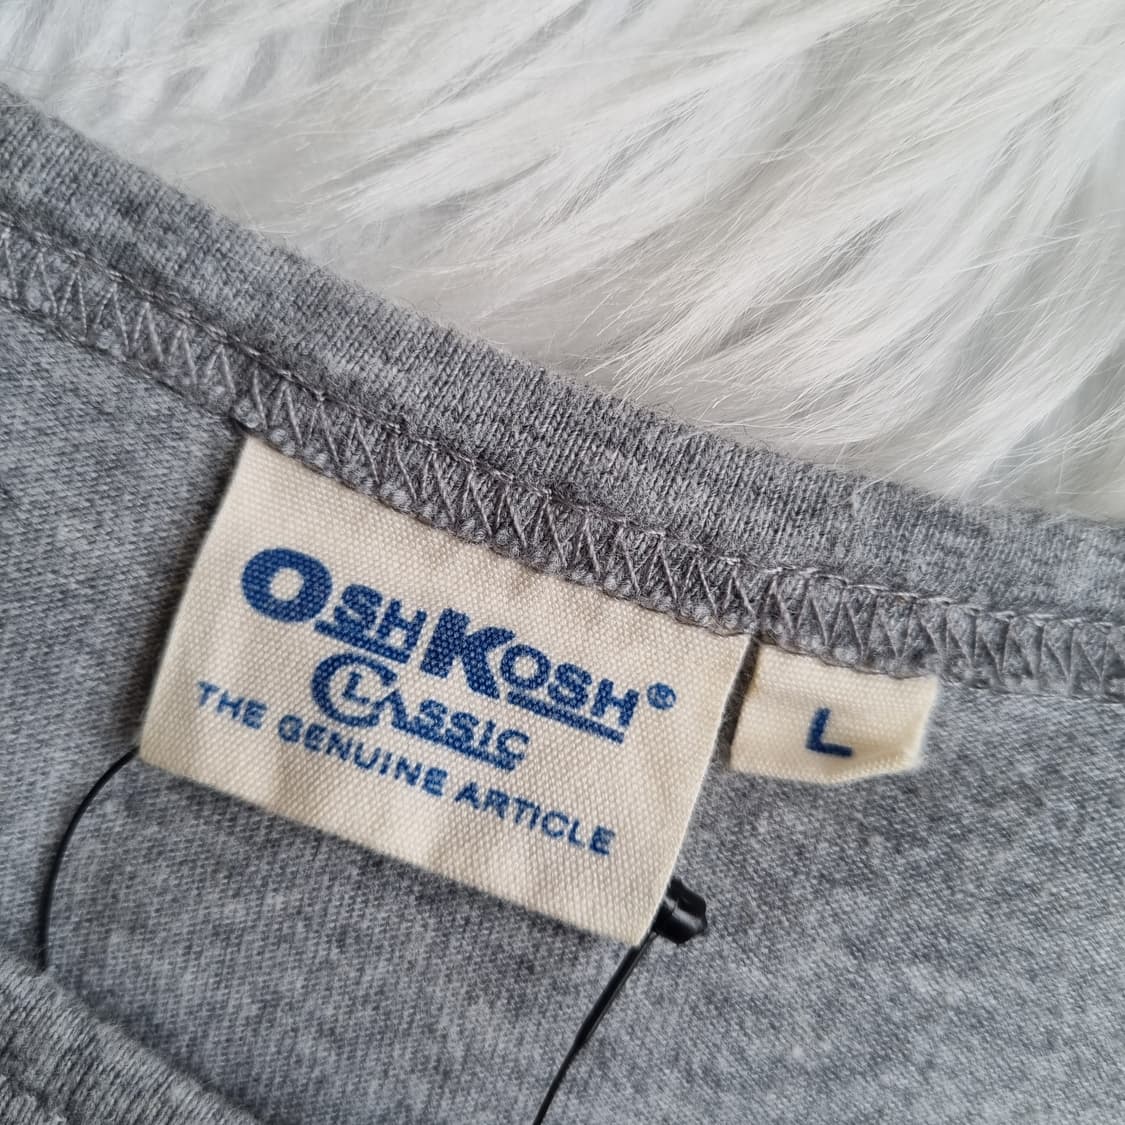 OSHKOSH®
CLASSIC
THE GENUINE ARTICLE
L